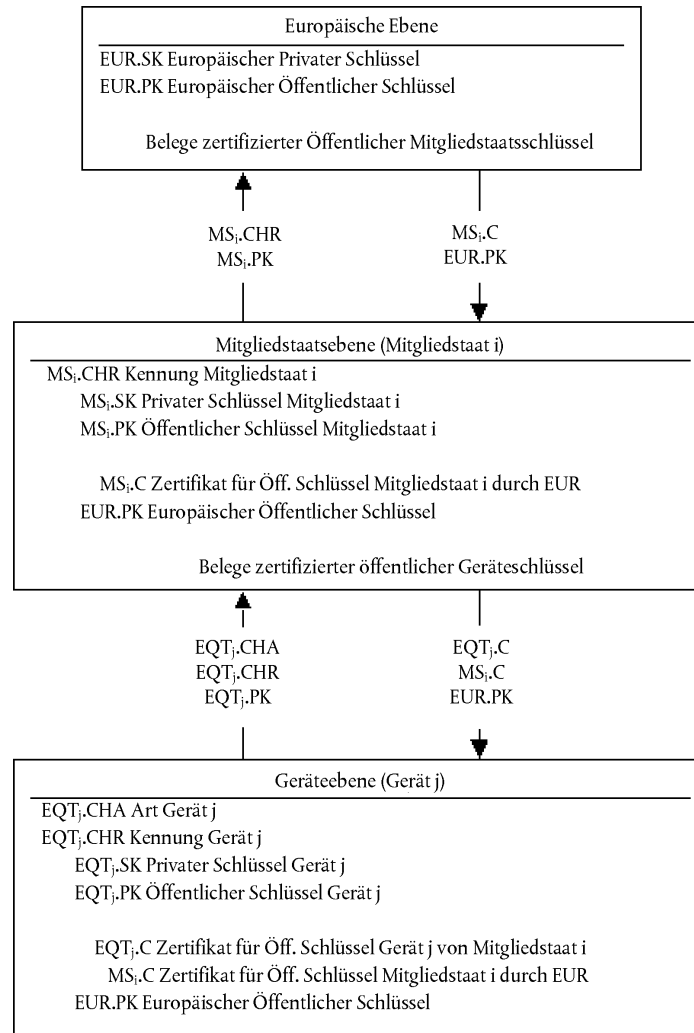 Europäische Ebene
EUR.SK Europäischer Privater Schlüssel
EUR.PK Europäischer Öffentlicher Schlüssel
Belege zertifizierter Öffentlicher Mitgliedstaatsschlüssel
MSᵢ.CHR
MSᵢ.PK
MSᵢ.C
EUR.PK
Mitgliedstaatsebene (Mitgliedstaat i)
MSᵢ.CHR Kennung Mitgliedstaat i
MSᵢ.SK Privater Schlüssel Mitgliedstaat i
MSᵢ.PK Öffentlicher Schlüssel Mitgliedstaat i
MSᵢ.C Zertifikat für Öff. Schlüssel Mitgliedstaat i durch EUR
EUR.PK Europäischer Öffentlicher Schlüssel
Belege zertifizierter öffentlicher Geräteschlüssel
EQTⱼ.CHA
EQTⱼ.CHR
EQTⱼ.PK
EQTⱼ.C
MSᵢ.C
EUR.PK
Geräteebene (Gerät j)
EQTⱼ.CHA Art Gerät j
EQTⱼ.CHR Kennung Gerät j
EQTⱼ.SK Privater Schlüssel Gerät j
EQTⱼ.PK Öffentlicher Schlüssel Gerät j
EQTⱼ.C Zertifikat für Öff. Schlüssel Gerät j von Mitgliedstaat i
MSᵢ.C Zertifikat für Öff. Schlüssel Mitgliedstaat i durch EUR
EUR.PK Europäischer Öffentlicher Schlüssel